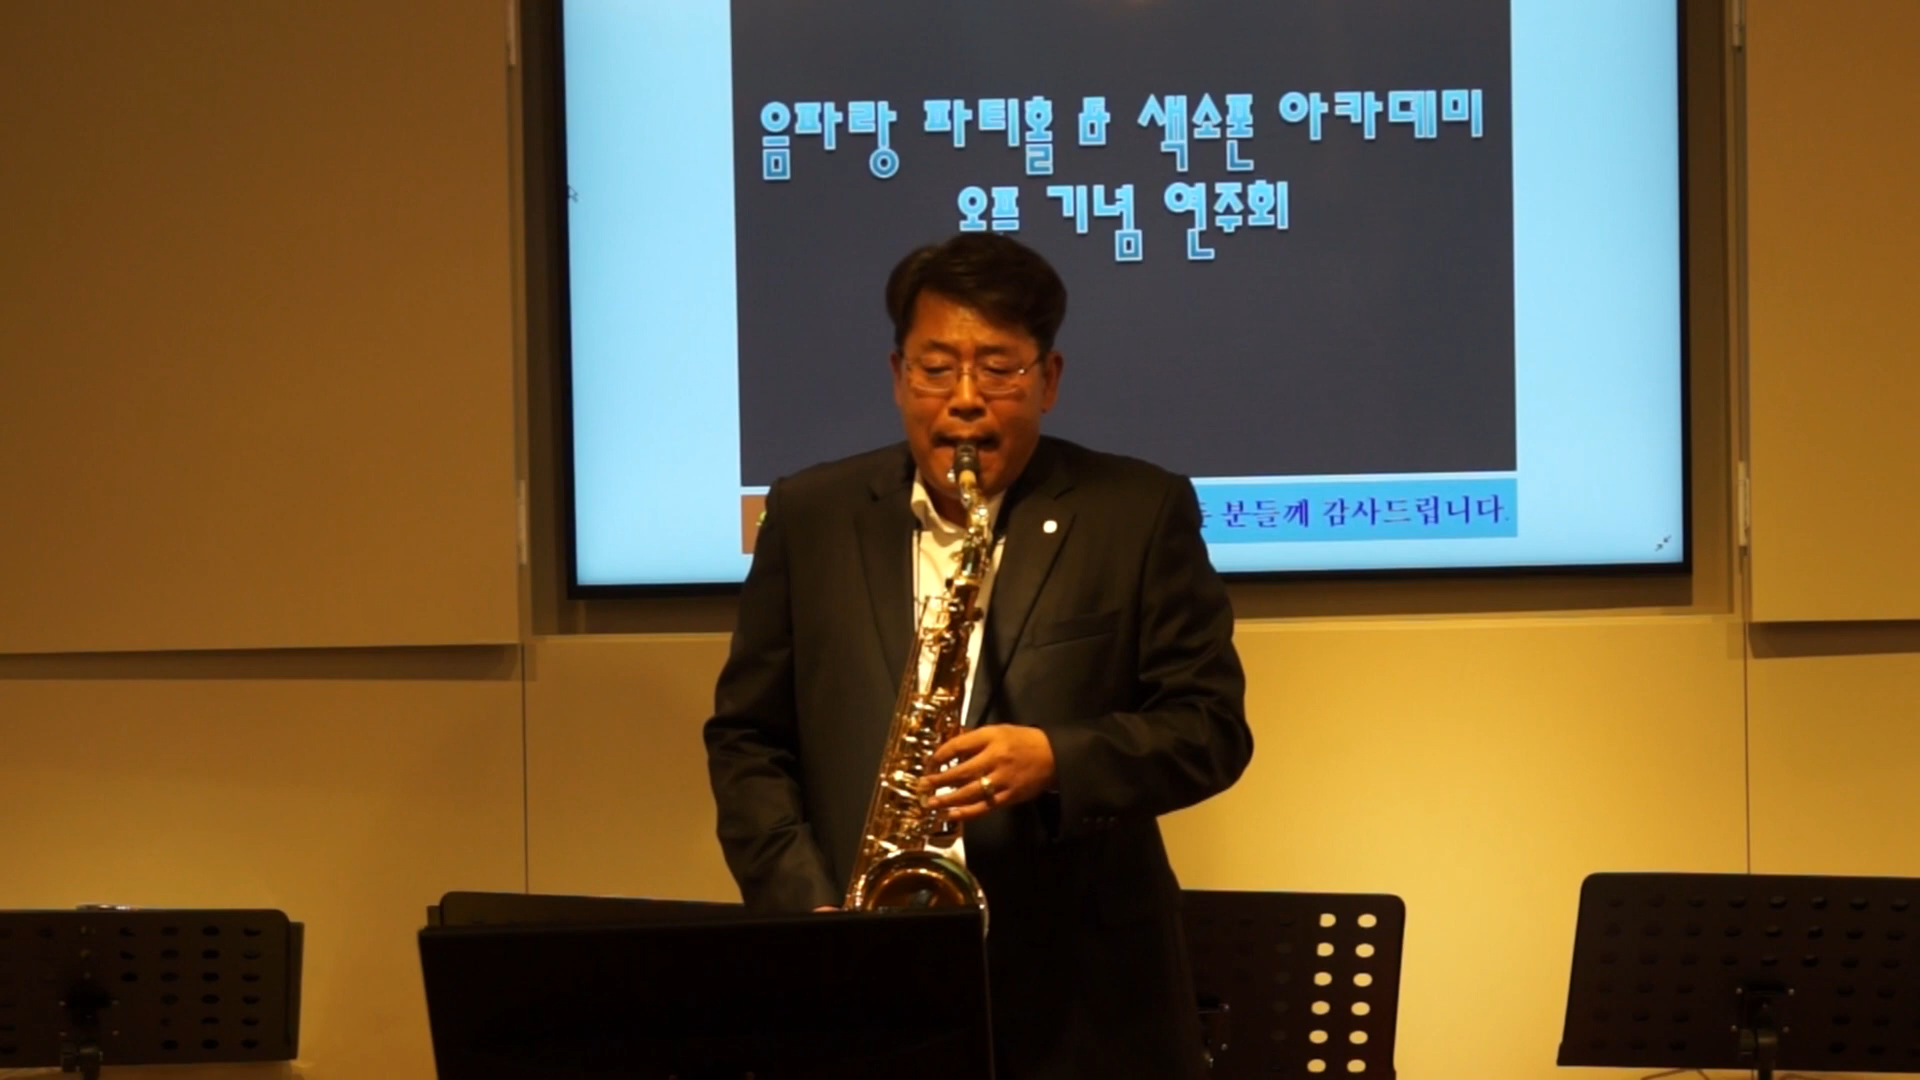 음파랑 파티홀 & 색소폰 아카데미
오픈 기념 연주회
분들께 감사드립니다.